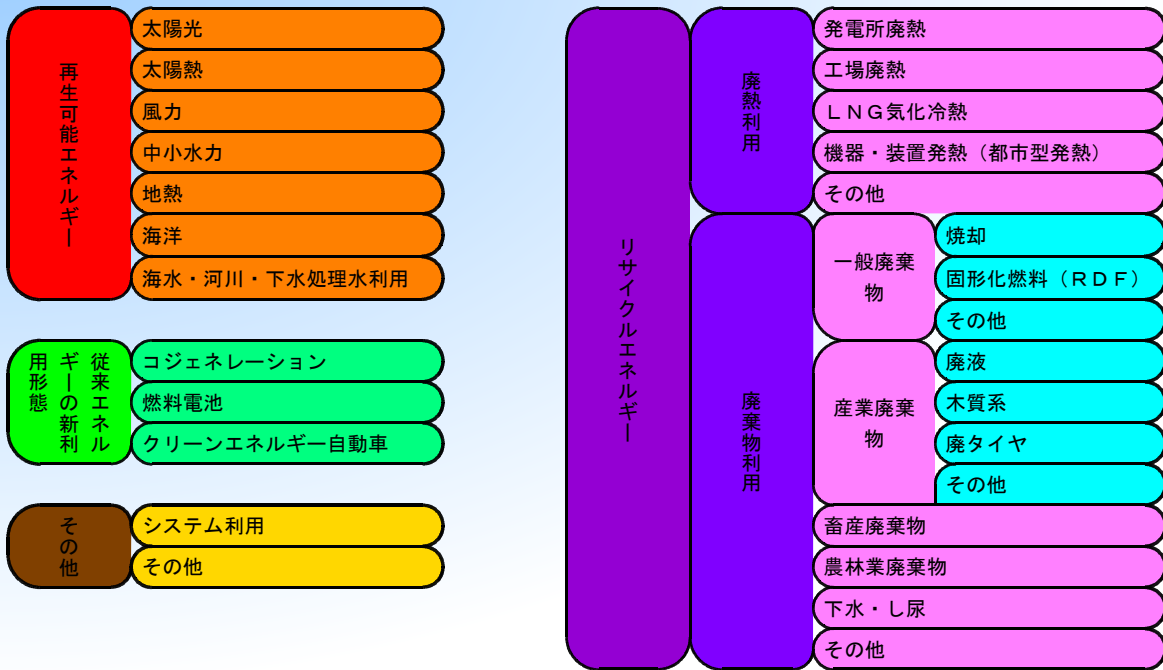 再生可能エネルギー
太陽光
太陽熱
風力
中小水力
地熱
海洋
海水・河川・下水処理水利用
従来エネル
ギーの新利
用形態
コジェネレーション
燃料電池
クリーンエネルギー自動車
その他
システム利用
その他
リサイクルエネルギー
廃熱利用
発電所廃熱
工場廃熱
ＬＮＧ気化冷熱
機器・装置発熱（都市型発熱）
その他
廃棄物利用
一般廃棄
物
焼却
固形化燃料（ＲＤＦ）
その他
産業廃棄
物
廃液
木質系
廃タイヤ
その他
畜産廃棄物
農林業廃棄物
下水・し尿
その他